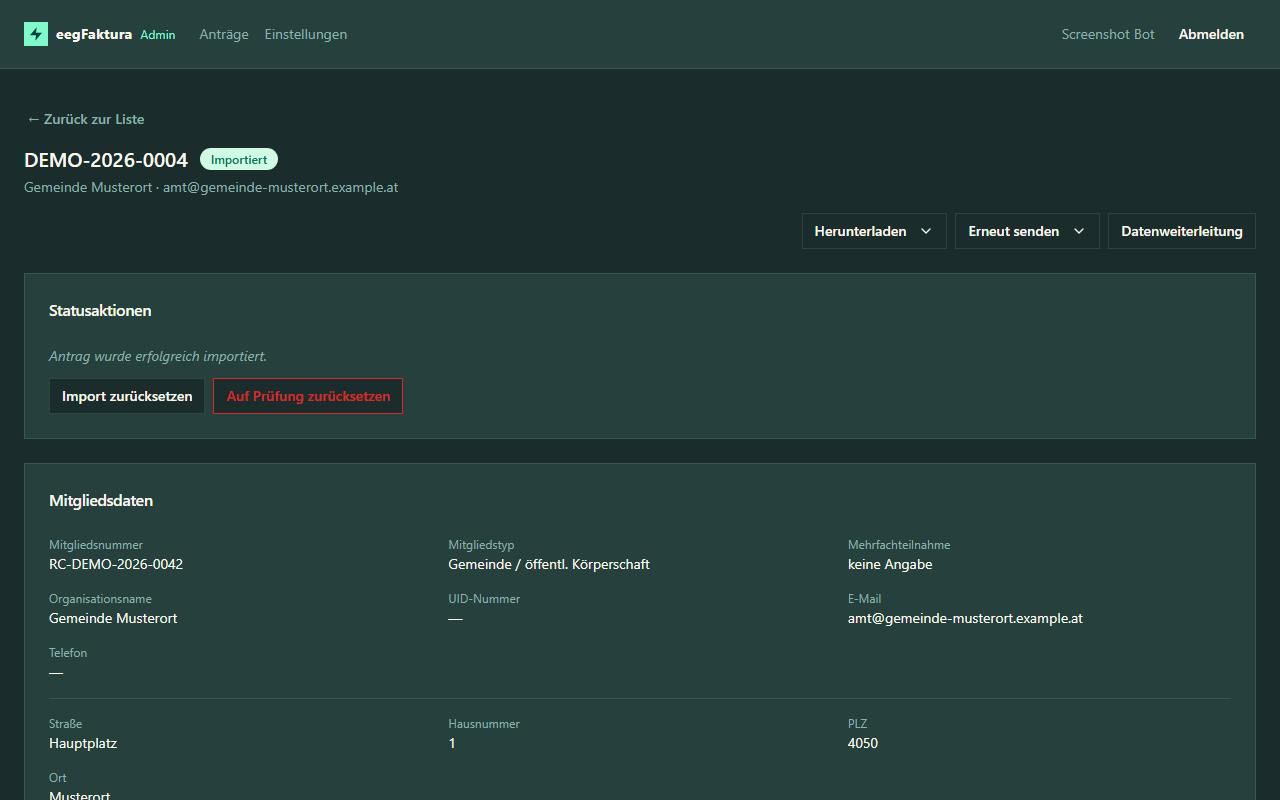 eegFaktura Admin Anträge Einstellungen Screenshot Bot Abmelden
← Zurück zur Liste
DEMO-2026-0004 Importiert
Gemeinde Musterort · amt@gemeinde-musterort.example.at
Herunterladen Erneut senden Datenweiterleitung
Statusaktionen
Antrag wurde erfolgreich importiert.
Import zurücksetzen Auf Prüfung zurücksetzen
Mitgliedsdaten
Mitgliedsnummer Mitgliedstyp Mehrfachteilnahme
RC-DEMO-2026-0042 Gemeinde / öffentl. Körperschaft keine Angabe
Organisationsname UID-Nummer E-Mail
Gemeinde Musterort — amt@gemeinde-musterort.example.at
Telefon
—
Straße Hausnummer PLZ
Hauptplatz 1 4050
Ort
Musterort